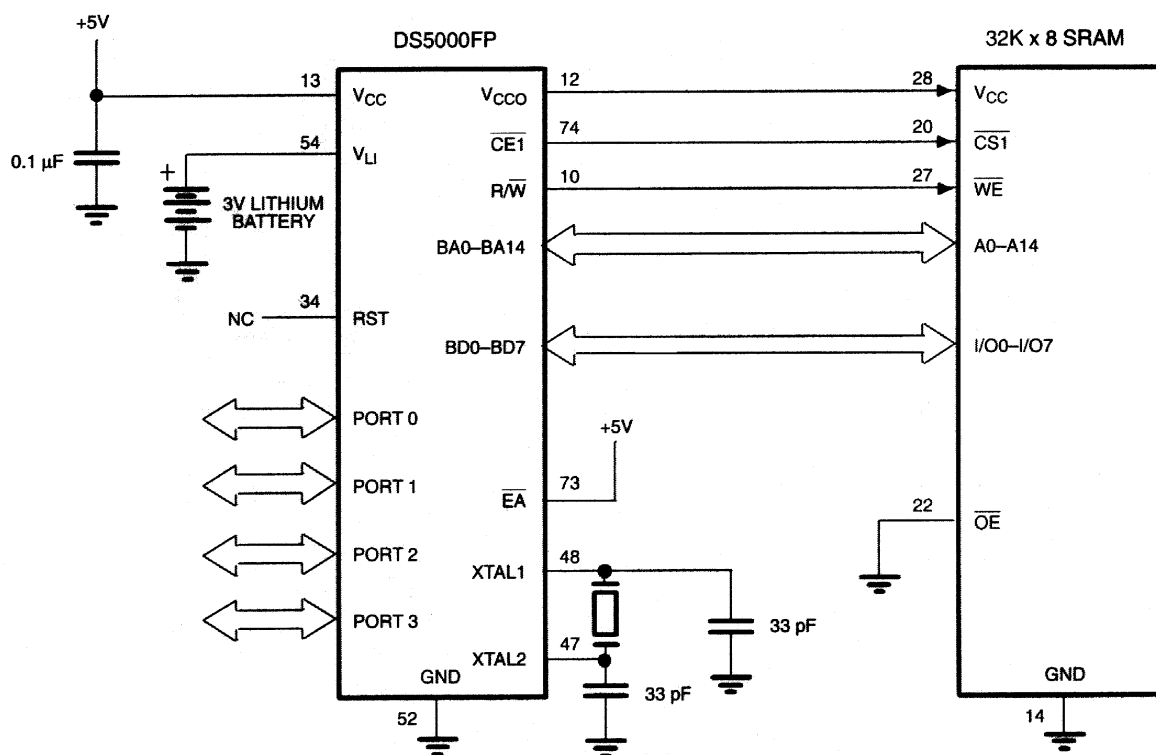 +5V
DS5000FP
32K x 8 SRAM
13
VCC
VCCO
12
28
VCC
0.1 µF
54
VLI
CE1
74
20
CS1
+
3V LITHIUM
BATTERY
R/W
10
27
WE
BA0–BA14
A0–A14
NC
34
RST
BD0–BD7
I/O0–I/O7
PORT 0
+5V
PORT 1
EA
73
22
OE
PORT 2
XTAL1
48
PORT 3
33 pF
XTAL2
47
GND
33 pF
GND
52
14